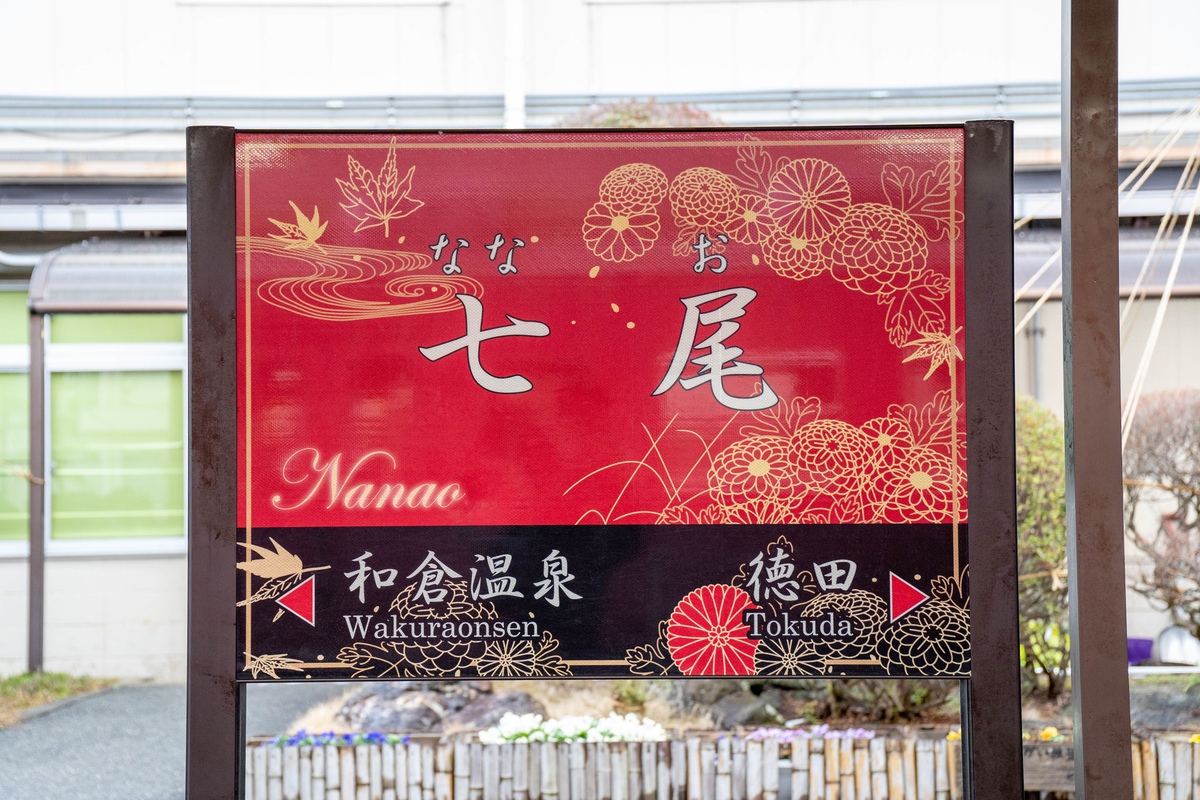 なな お
七 尾
Nanao
和倉温泉 徳田
Wakuraonsen Tokuda